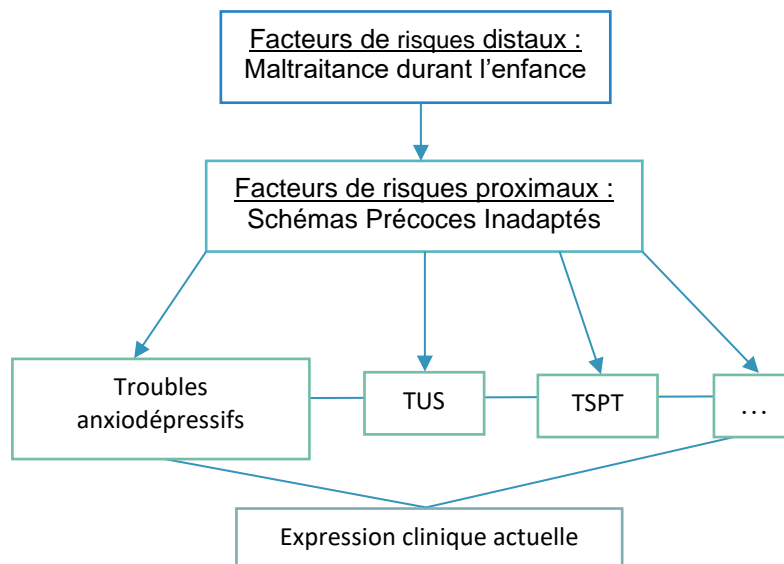 Facteurs de risques distaux :
Maltraitance durant l'enfance
Facteurs de risques proximaux :
Schémas Précoces Inadaptés
Troubles
anxiodépressifs
TUS
TSPT
…
Expression clinique actuelle